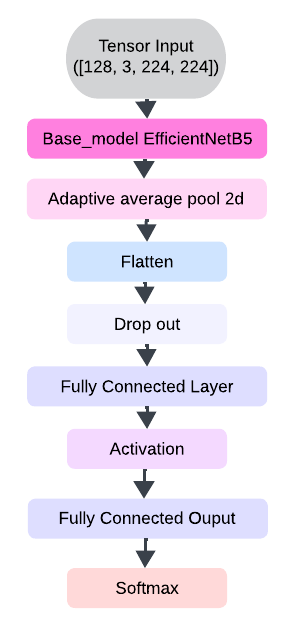 Tensor Input
([128, 3, 224, 224])
Base_model EfficientNetB5
Adaptive average pool 2d
Flatten
Drop out
Fully Connected Layer
Activation
Fully Connected Ouput
Softmax